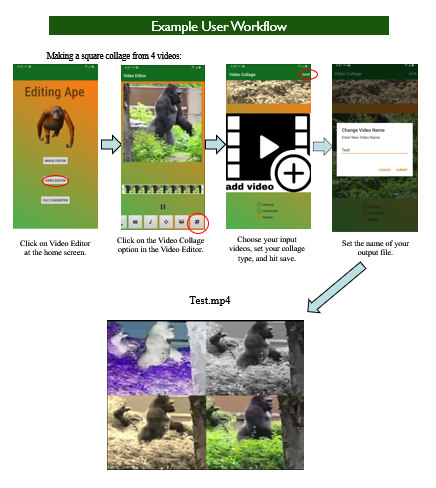 Example User Workflow
Making a square collage from 4 videos:
Editing Ape
IMAGE EDITOR
VIDEO EDITOR
FILE CONVERTER
Video Editor
Video Collage
SAVE
add video
Vertical
Horizontal
Square
Video Collage
SAVE
Change Video Name
Enter New Video Name
Test
CANCEL
SUBMIT
Click on Video Editor
at the home screen.
Click on the Video Collage
option in the Video Editor.
Choose your input
videos, set your collage
type, and hit save.
Set the name of your
output file.
Test.mp4